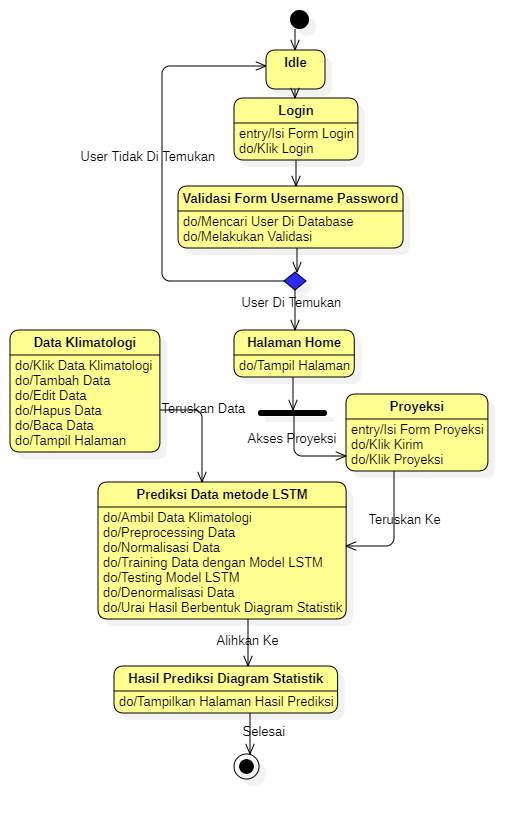 Idle
Login
entry/Isi Form Login
do/Klik Login
User Tidak Di Temukan
Validasi Form Username Password
do/Mencari User Di Database
do/Melakukan Validasi
User Di Temukan
Data Klimatologi
do/Klik Data Klimatologi
do/Tambah Data
do/Edit Data
do/Hapus Data
do/Baca Data
do/Tampil Halaman
Halaman Home
do/Tampil Halaman
Teruskan Data
Akses Proyeksi
Proyeksi
entry/Isi Form Proyeksi
do/Klik Kirim
do/Klik Proyeksi
Teruskan Ke
Prediksi Data metode LSTM
do/Ambil Data Klimatologi
do/Preprocessing Data
do/Normalisasi Data
do/Training Data dengan Model LSTM
do/Testing Model LSTM
do/Denormalisasi Data
do/Urai Hasil Berbentuk Diagram Statistik
Alihkan Ke
Hasil Prediksi Diagram Statistik
do/Tampilkan Halaman Hasil Prediksi
Selesai